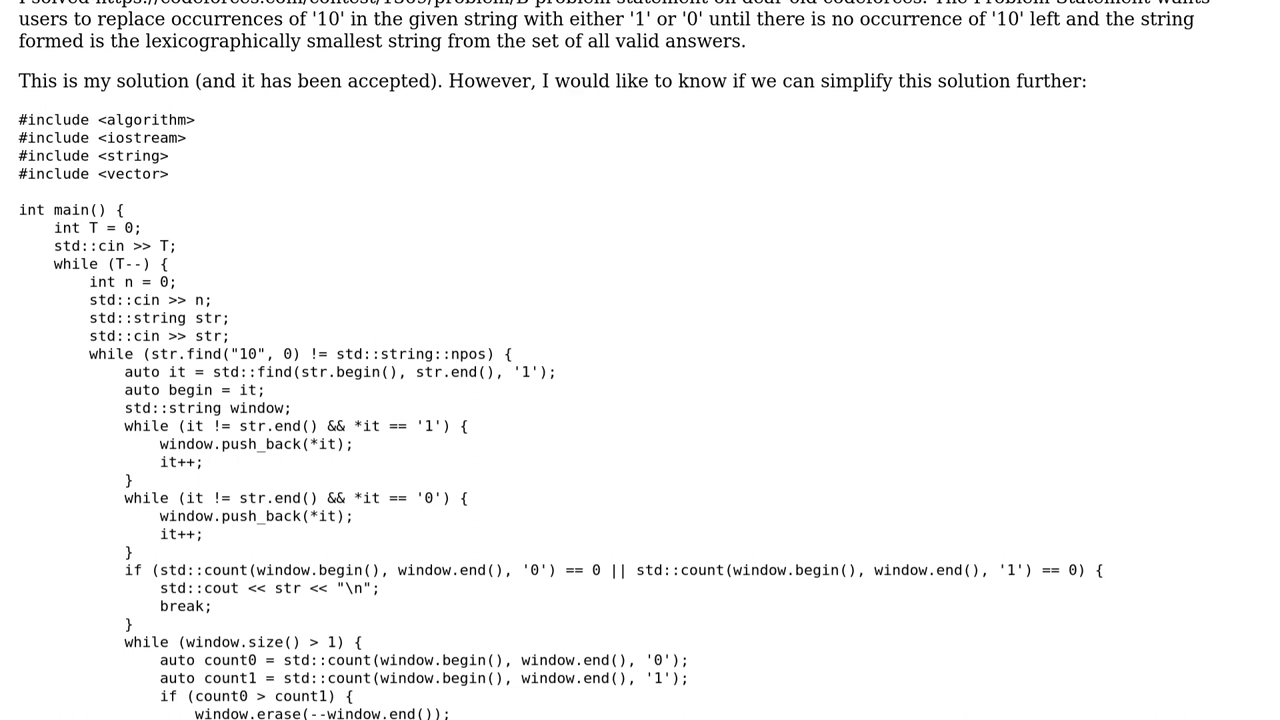 users to replace occurrences of '10' in the given string with either '1' or '0' until there is no occurrence of '10' left and the string
formed is the lexicographically smallest string from the set of all valid answers.
This is my solution (and it has been accepted). However, I would like to know if we can simplify this solution further:
#include <algorithm>
#include <iostream>
#include <string>
#include <vector>
int main() {
    int T = 0;
    std::cin >> T;
    while (T--) {
        int n = 0;
        std::cin >> n;
        std::string str;
        std::cin >> str;
        while (str.find("10", 0) != std::string::npos) {
            auto it = std::find(str.begin(), str.end(), '1');
            auto begin = it;
            std::string window;
            while (it != str.end() && *it == '1') {
                window.push_back(*it);
                it++;
            }
            while (it != str.end() && *it == '0') {
                window.push_back(*it);
                it++;
            }
            if (std::count(window.begin(), window.end(), '0') == 0 || std::count(window.begin(), window.end(), '1') == 0) {
                std::cout << str << "\n";
                break;
            }
            while (window.size() > 1) {
                auto count0 = std::count(window.begin(), window.end(), '0');
                auto count1 = std::count(window.begin(), window.end(), '1');
                if (count0 > count1) {
                    window.erase(--window.end());